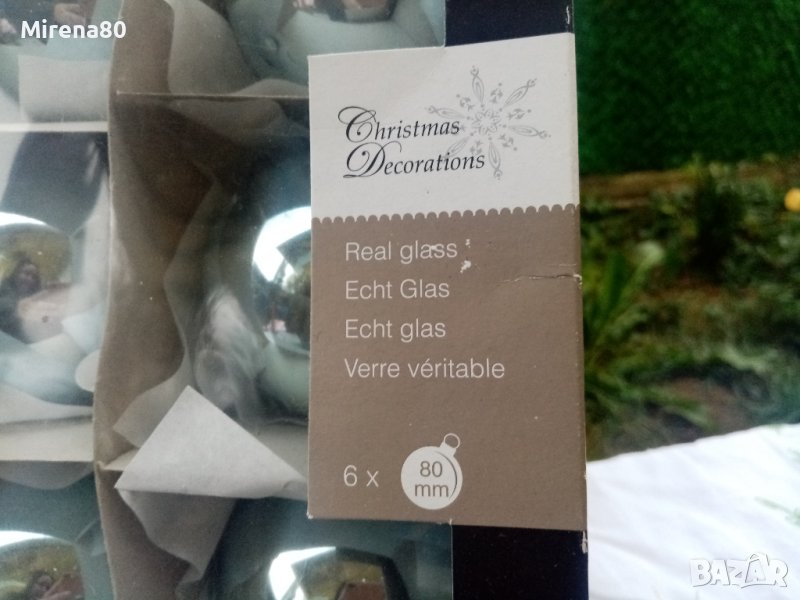 Mirena80
Christmas
Decorations
Real glass
Echt Glas
Echt glas
Verre véritable
6 x 80
mm
BAZAR